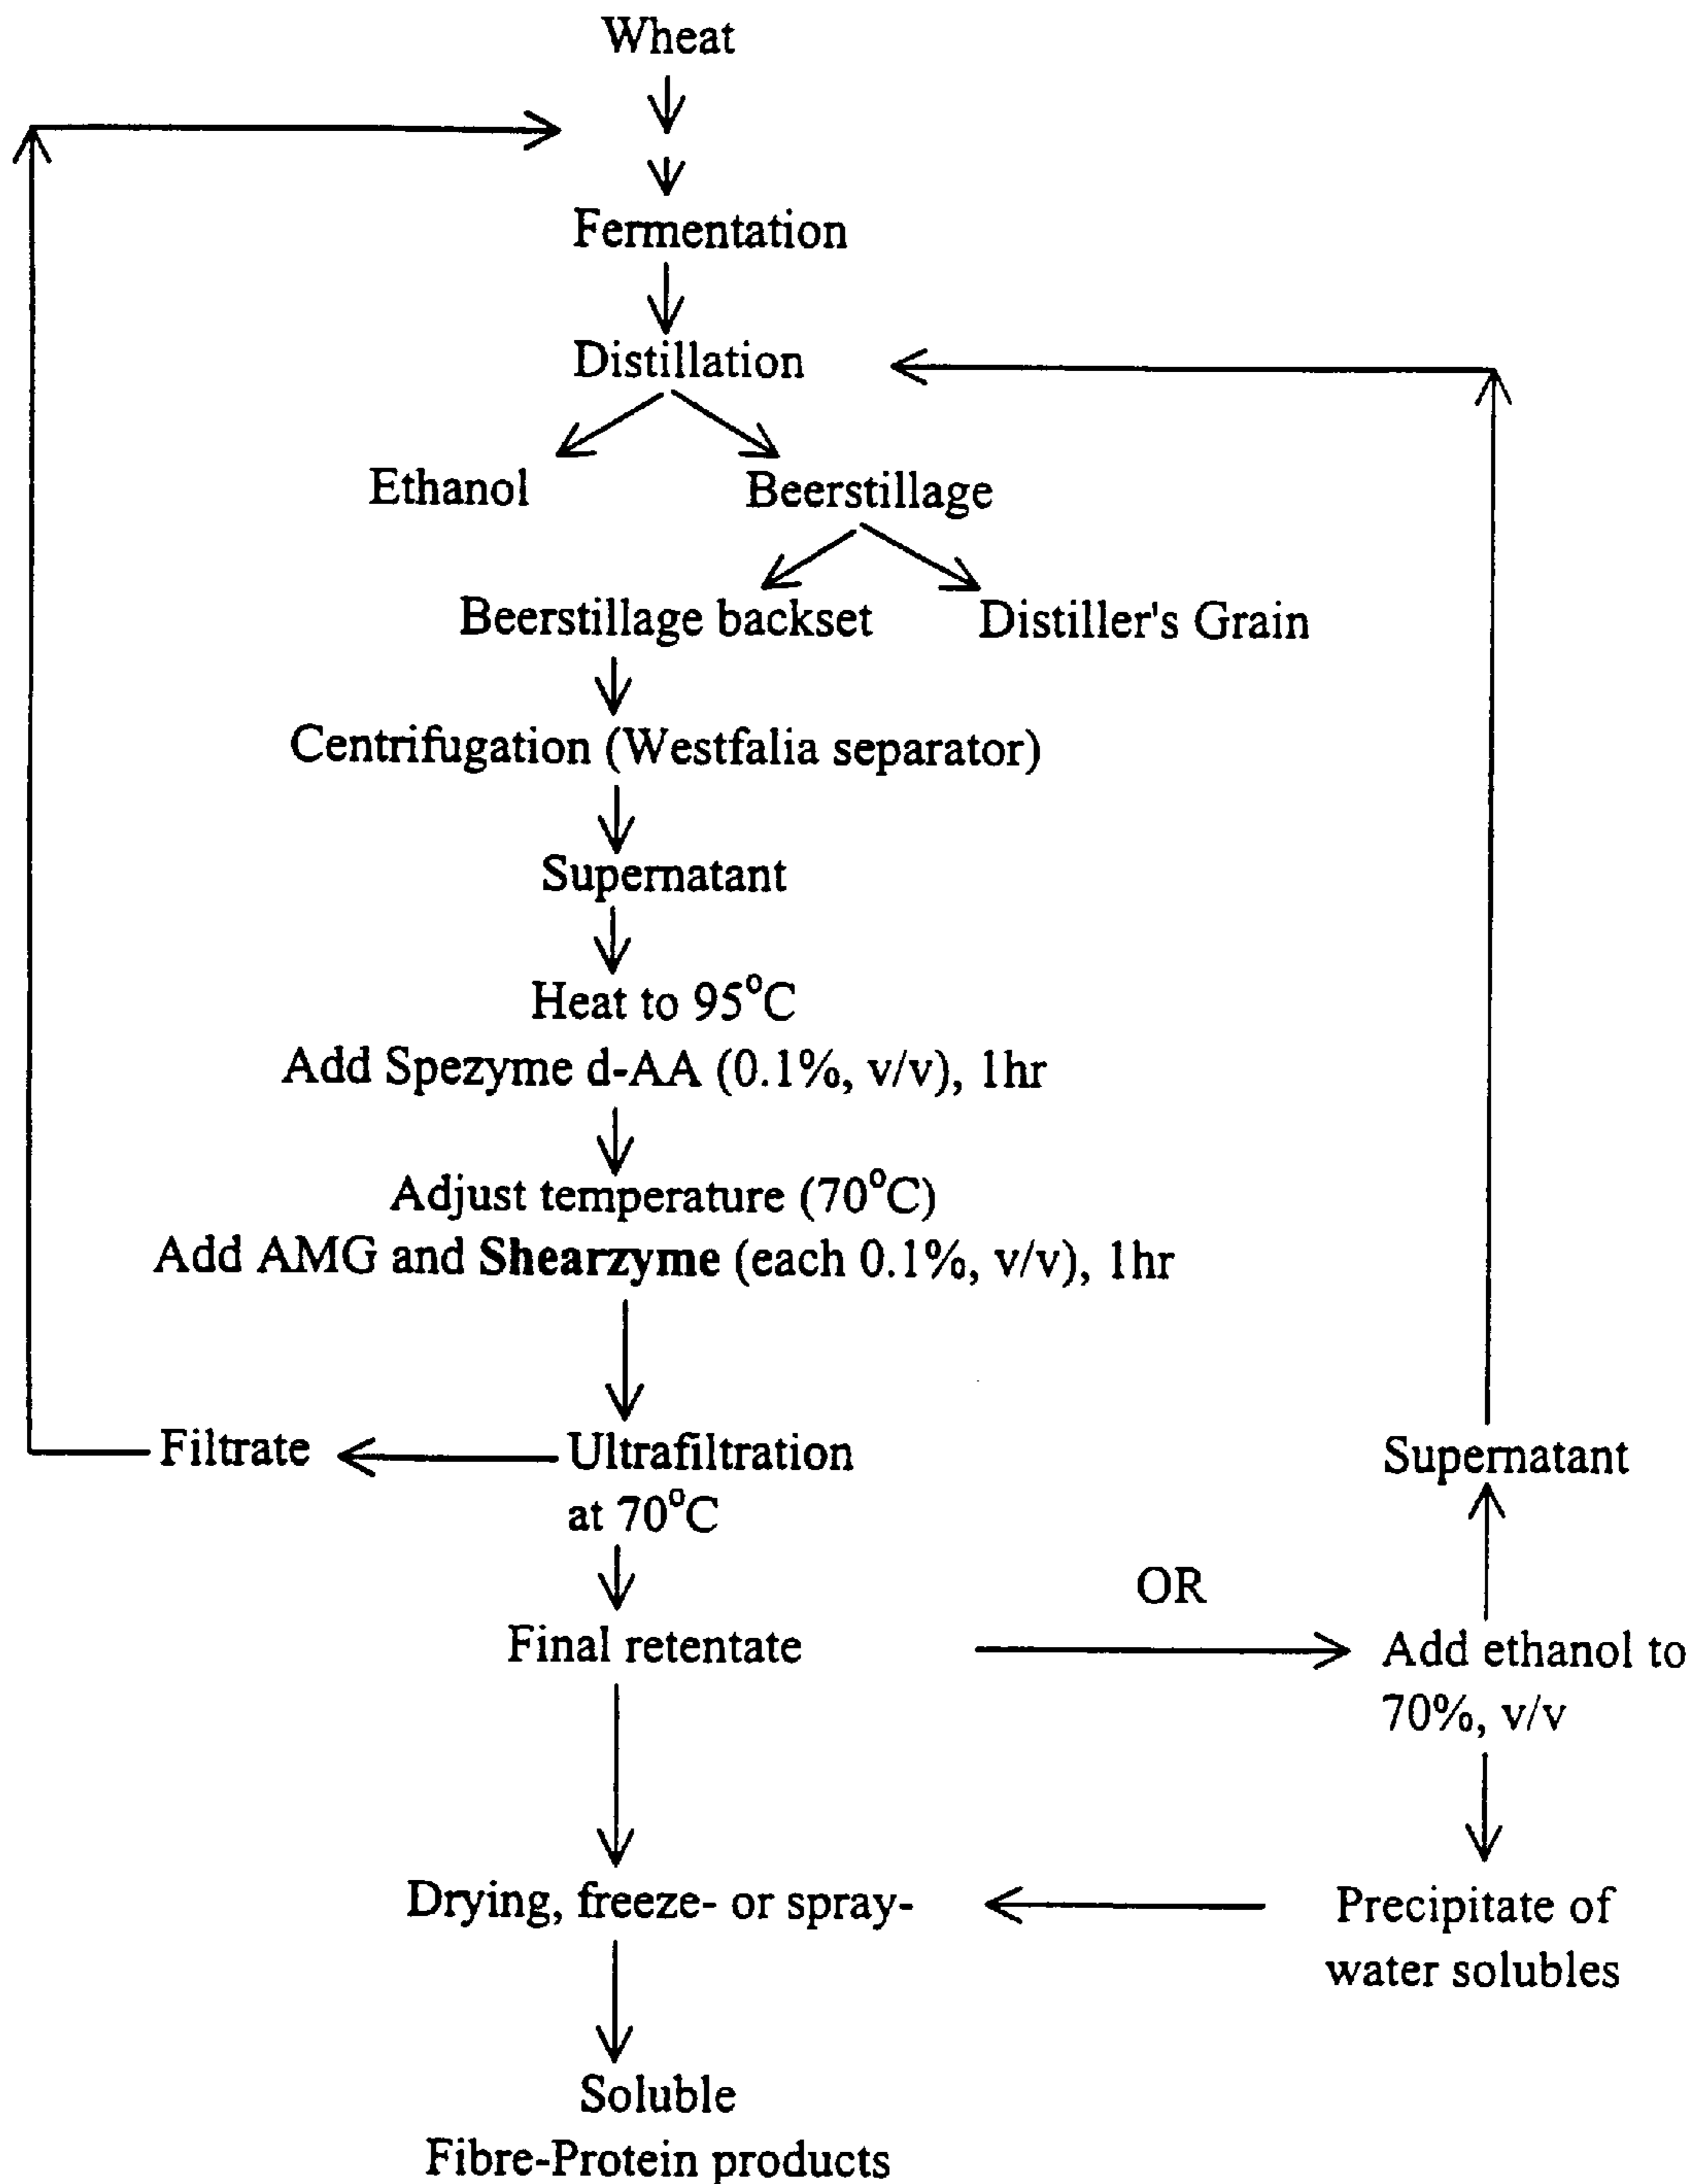 Wheat
Fermentation
Distillation
Ethanol
Beerstillage
Beerstillage backset
Distiller's Grain
Centrifugation (Westfalia separator)
Supernatant
Heat to 95°C
Add Spezyme d-AA (0.1%, v/v), 1hr
Adjust temperature (70°C)
Add AMG and Shearzyme (each 0.1%, v/v), 1hr
Filtrate
Ultrafiltration
at 70°C
Supernatant
OR
Final retentate
Add ethanol to
70%, v/v
Drying, freeze- or spray-
Precipitate of
water solubles
Soluble
Fibre-Protein products